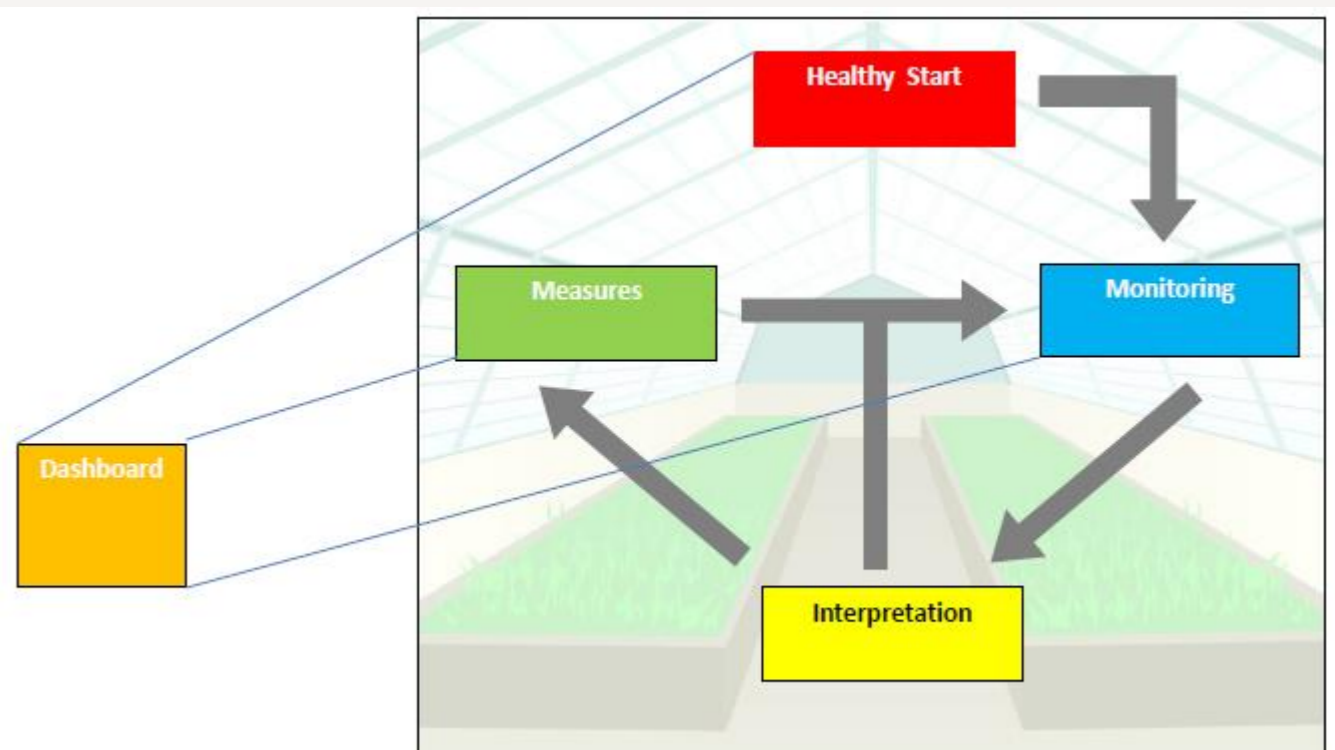 Healthy Start
Measures
Monitoring
Dashboard
Interpretation